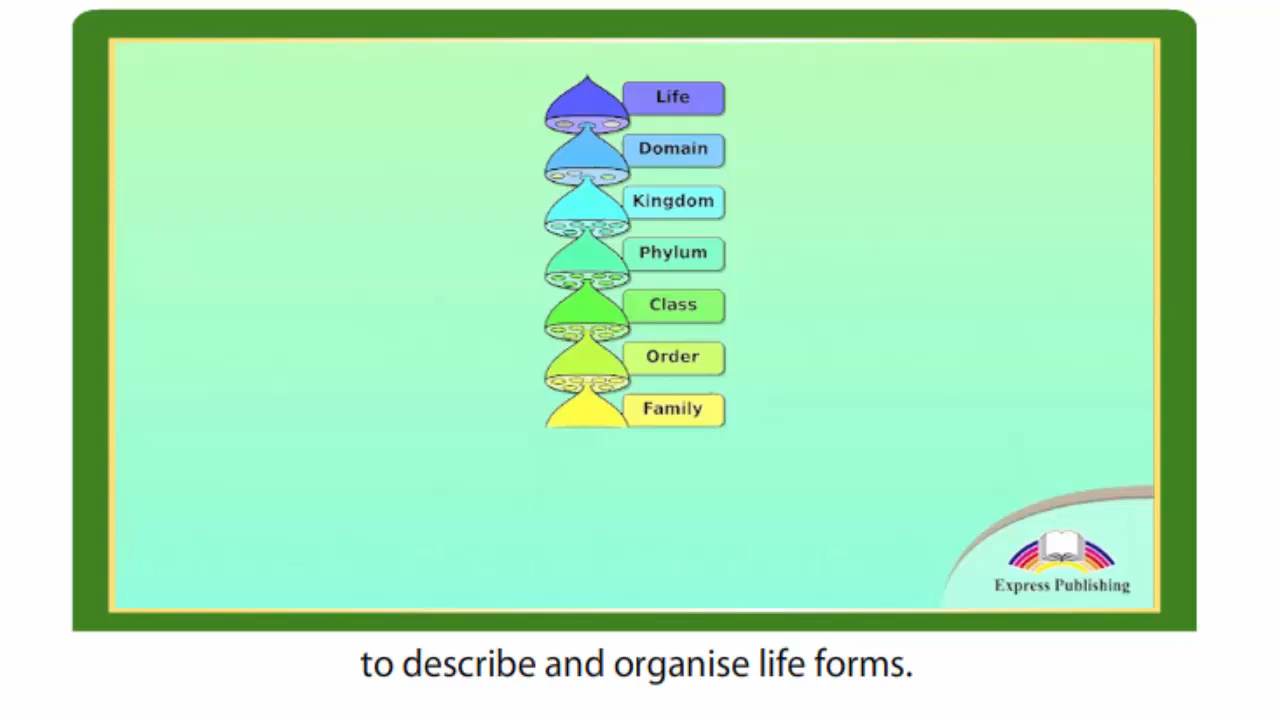 Life
Domain
Kingdom
Phylum
Class
Order
Family
Express Publishing
to describe and organise life forms.